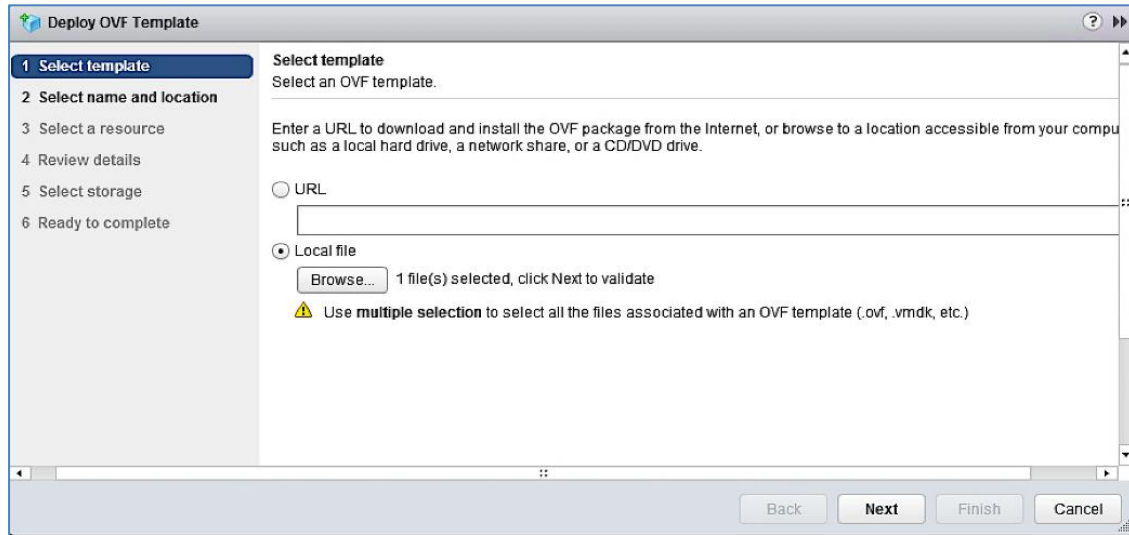 Deploy OVF Template
?
1 Select template
2 Select name and location
3 Select a resource
4 Review details
5 Select storage
6 Ready to complete
Select template
Select an OVF template.
Enter a URL to download and install the OVF package from the Internet, or browse to a location accessible from your compu
such as a local hard drive, a network share, or a CD/DVD drive.
URL
Local file
Browse... 1 file(s) selected, click Next to validate
Use multiple selection to select all the files associated with an OVF template (.ovf, .vmdk, etc.)
Back Next Finish Cancel